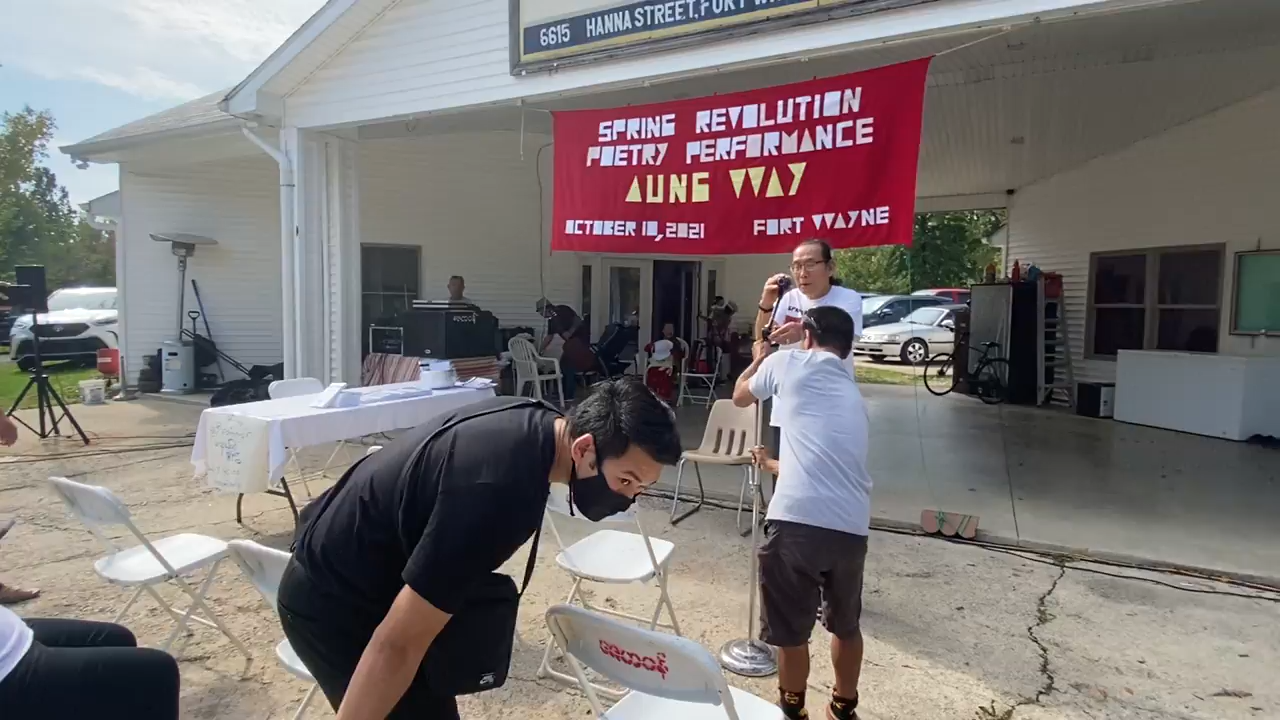 6615 HANNA STREET, FORT
SPRING REVOLUTION
POETRY PERFORMANCE
AUNG WAY
OCTOBER 10, 2021 FORT WAYNE